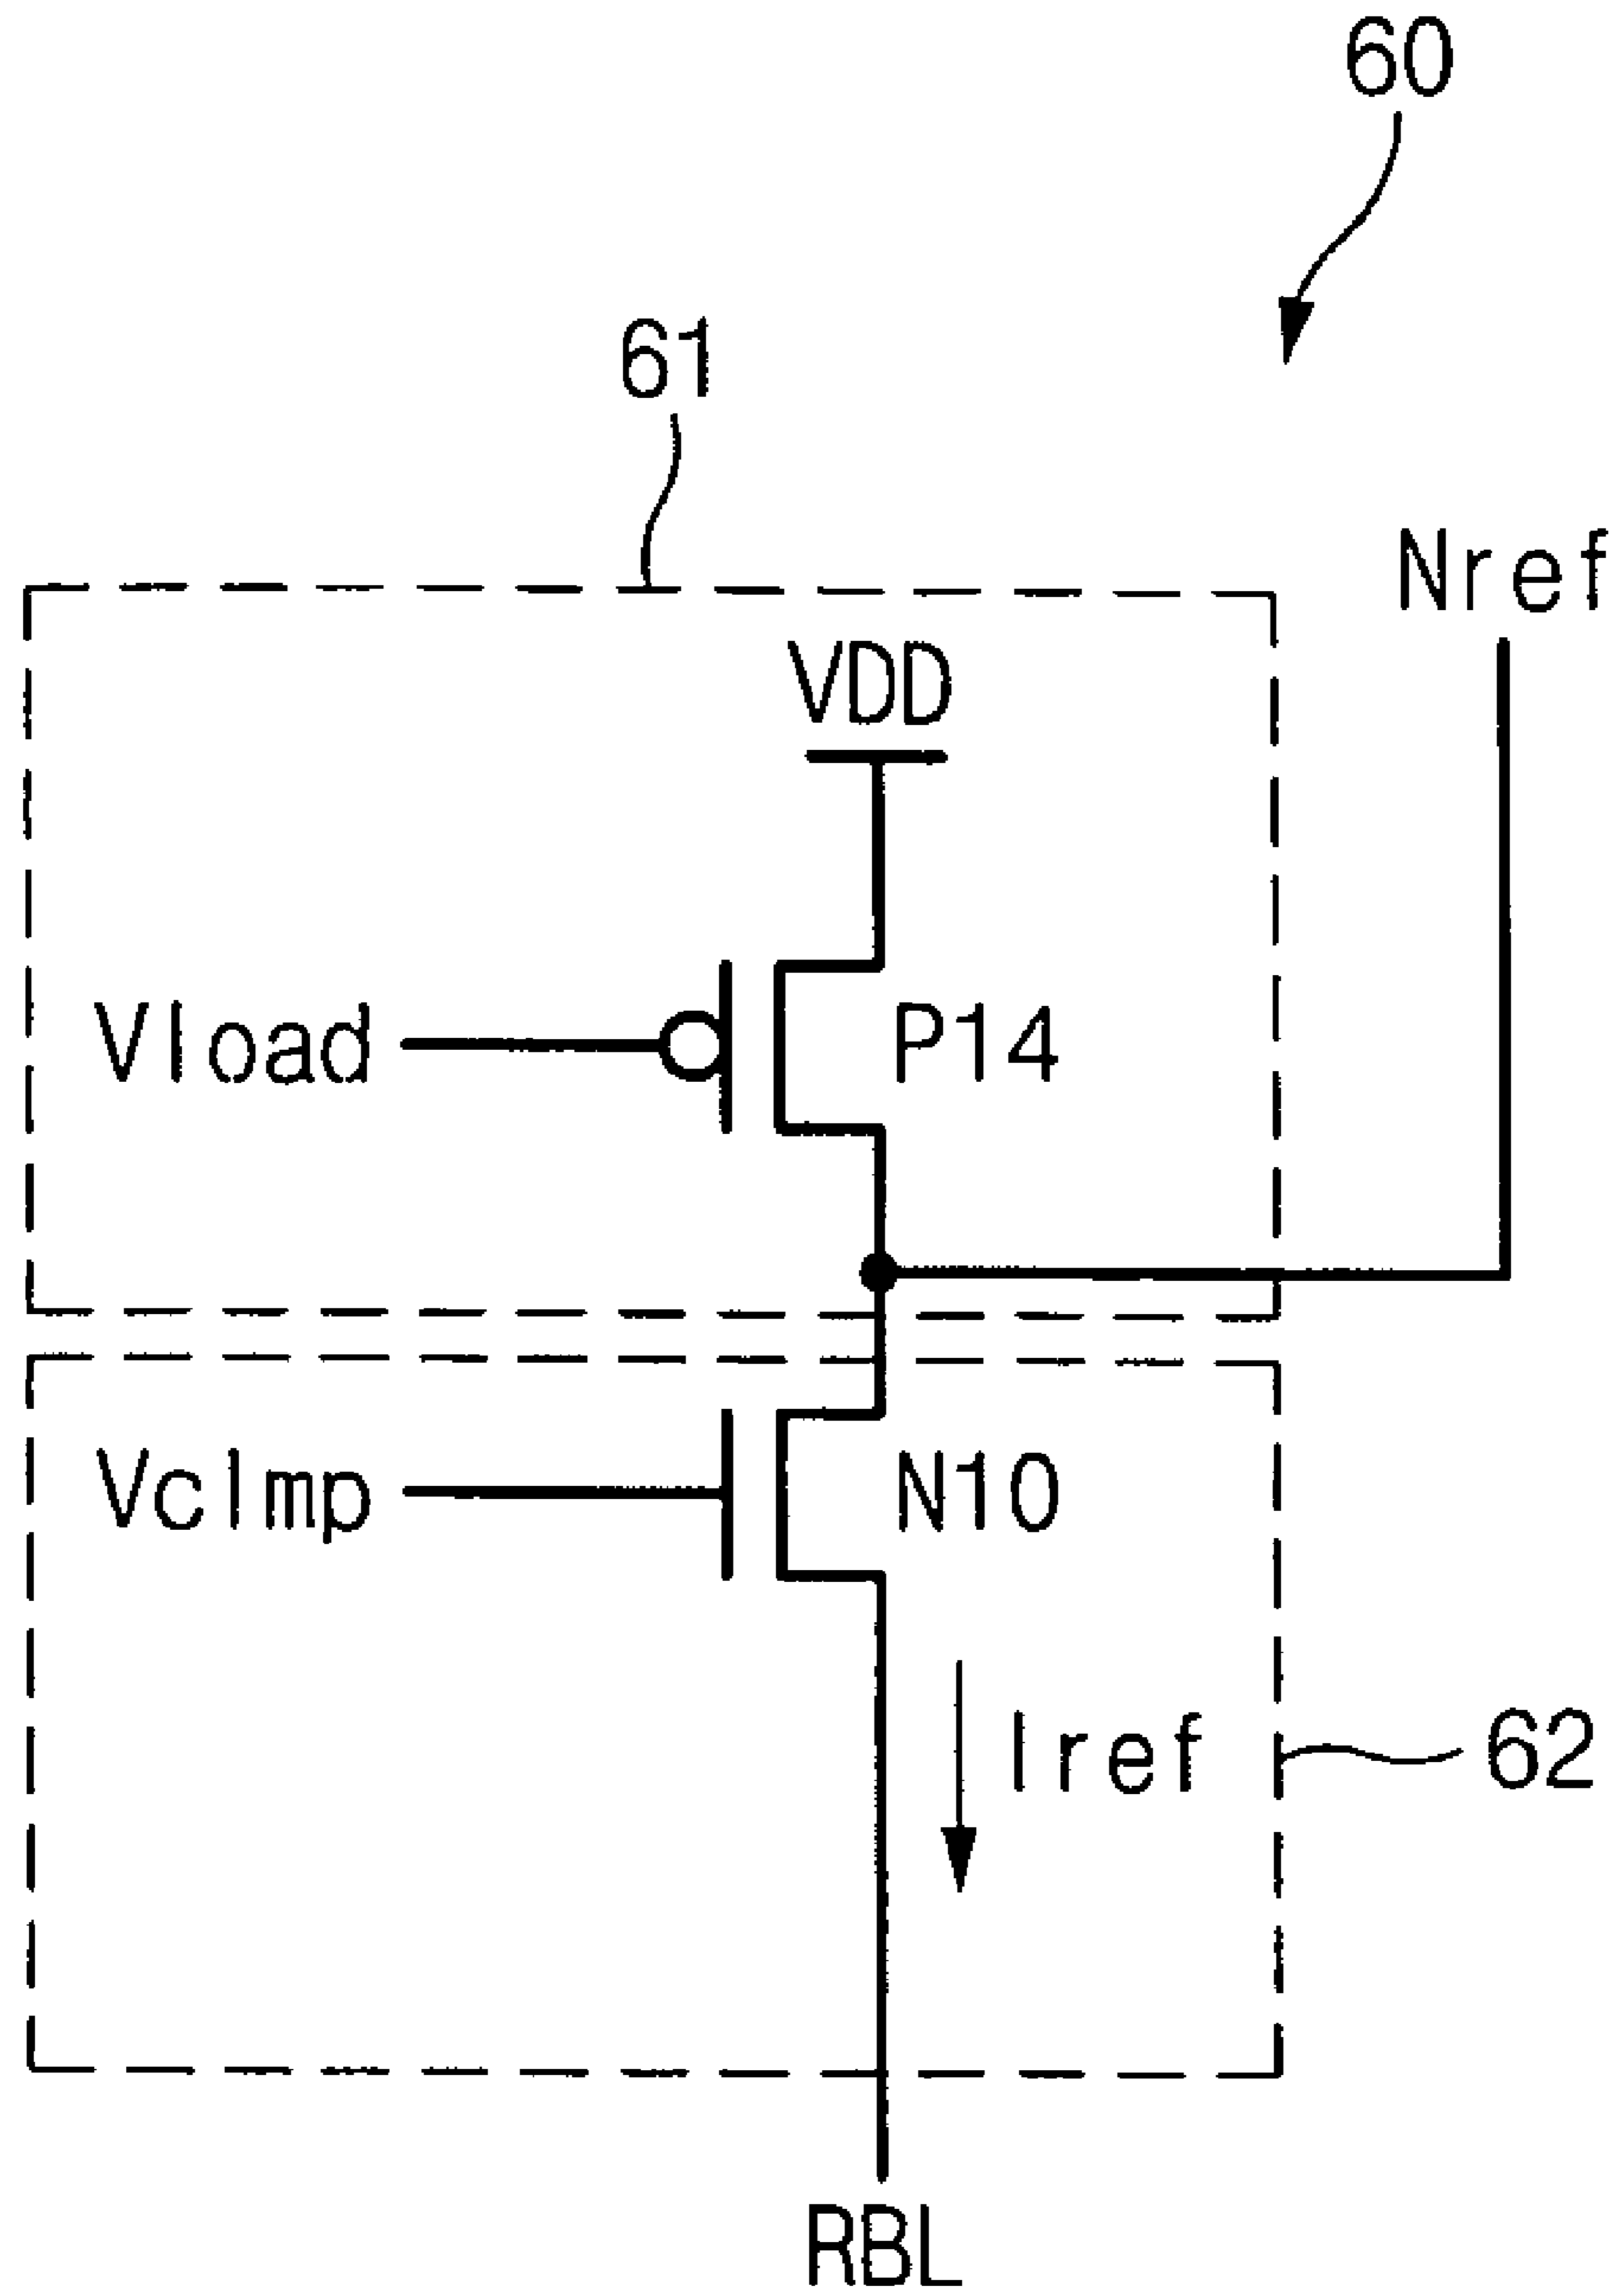 60
61
Nref
VDD
Vload
P14
Vclmp
N10
Iref
62
RBL